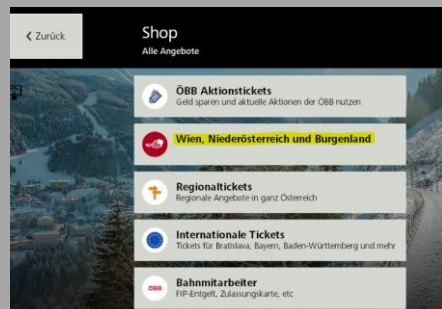 Zurück
Shop
Alle Angebote
ÖBB Aktionstickets
Geld sparen und aktuelle Aktionen der ÖBB nutzen
Wien, Niederösterreich und Burgenland
Regionaltickets
Regionale Angebote in ganz Österreich
Internationale Tickets
Tickets für Bratislava, Bayern, Baden-Württemberg und mehr
ÖBB
Bahnmitarbeiter
FIP-Entgelt, Zulassungskarte, etc